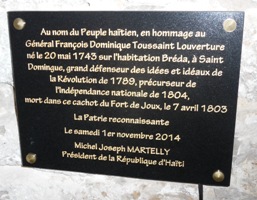 Au nom du Peuple haïtien, en hommage au
Général François Dominique Toussaint Louverture
né le 20 mai 1743 sur l'habitation Bréda, à Saint
Domingue, grand défenseur des idées et idéaux de
la Révolution de 1789, précurseur de
l'Indépendance nationale de 1804,
mort dans ce cachot du Fort de Joux, le 7 avril 1803
La Patrie reconnaissante
Le samedi 1er novembre 2014
Michel Joseph MARTELLY
Président de la République d'Haïti